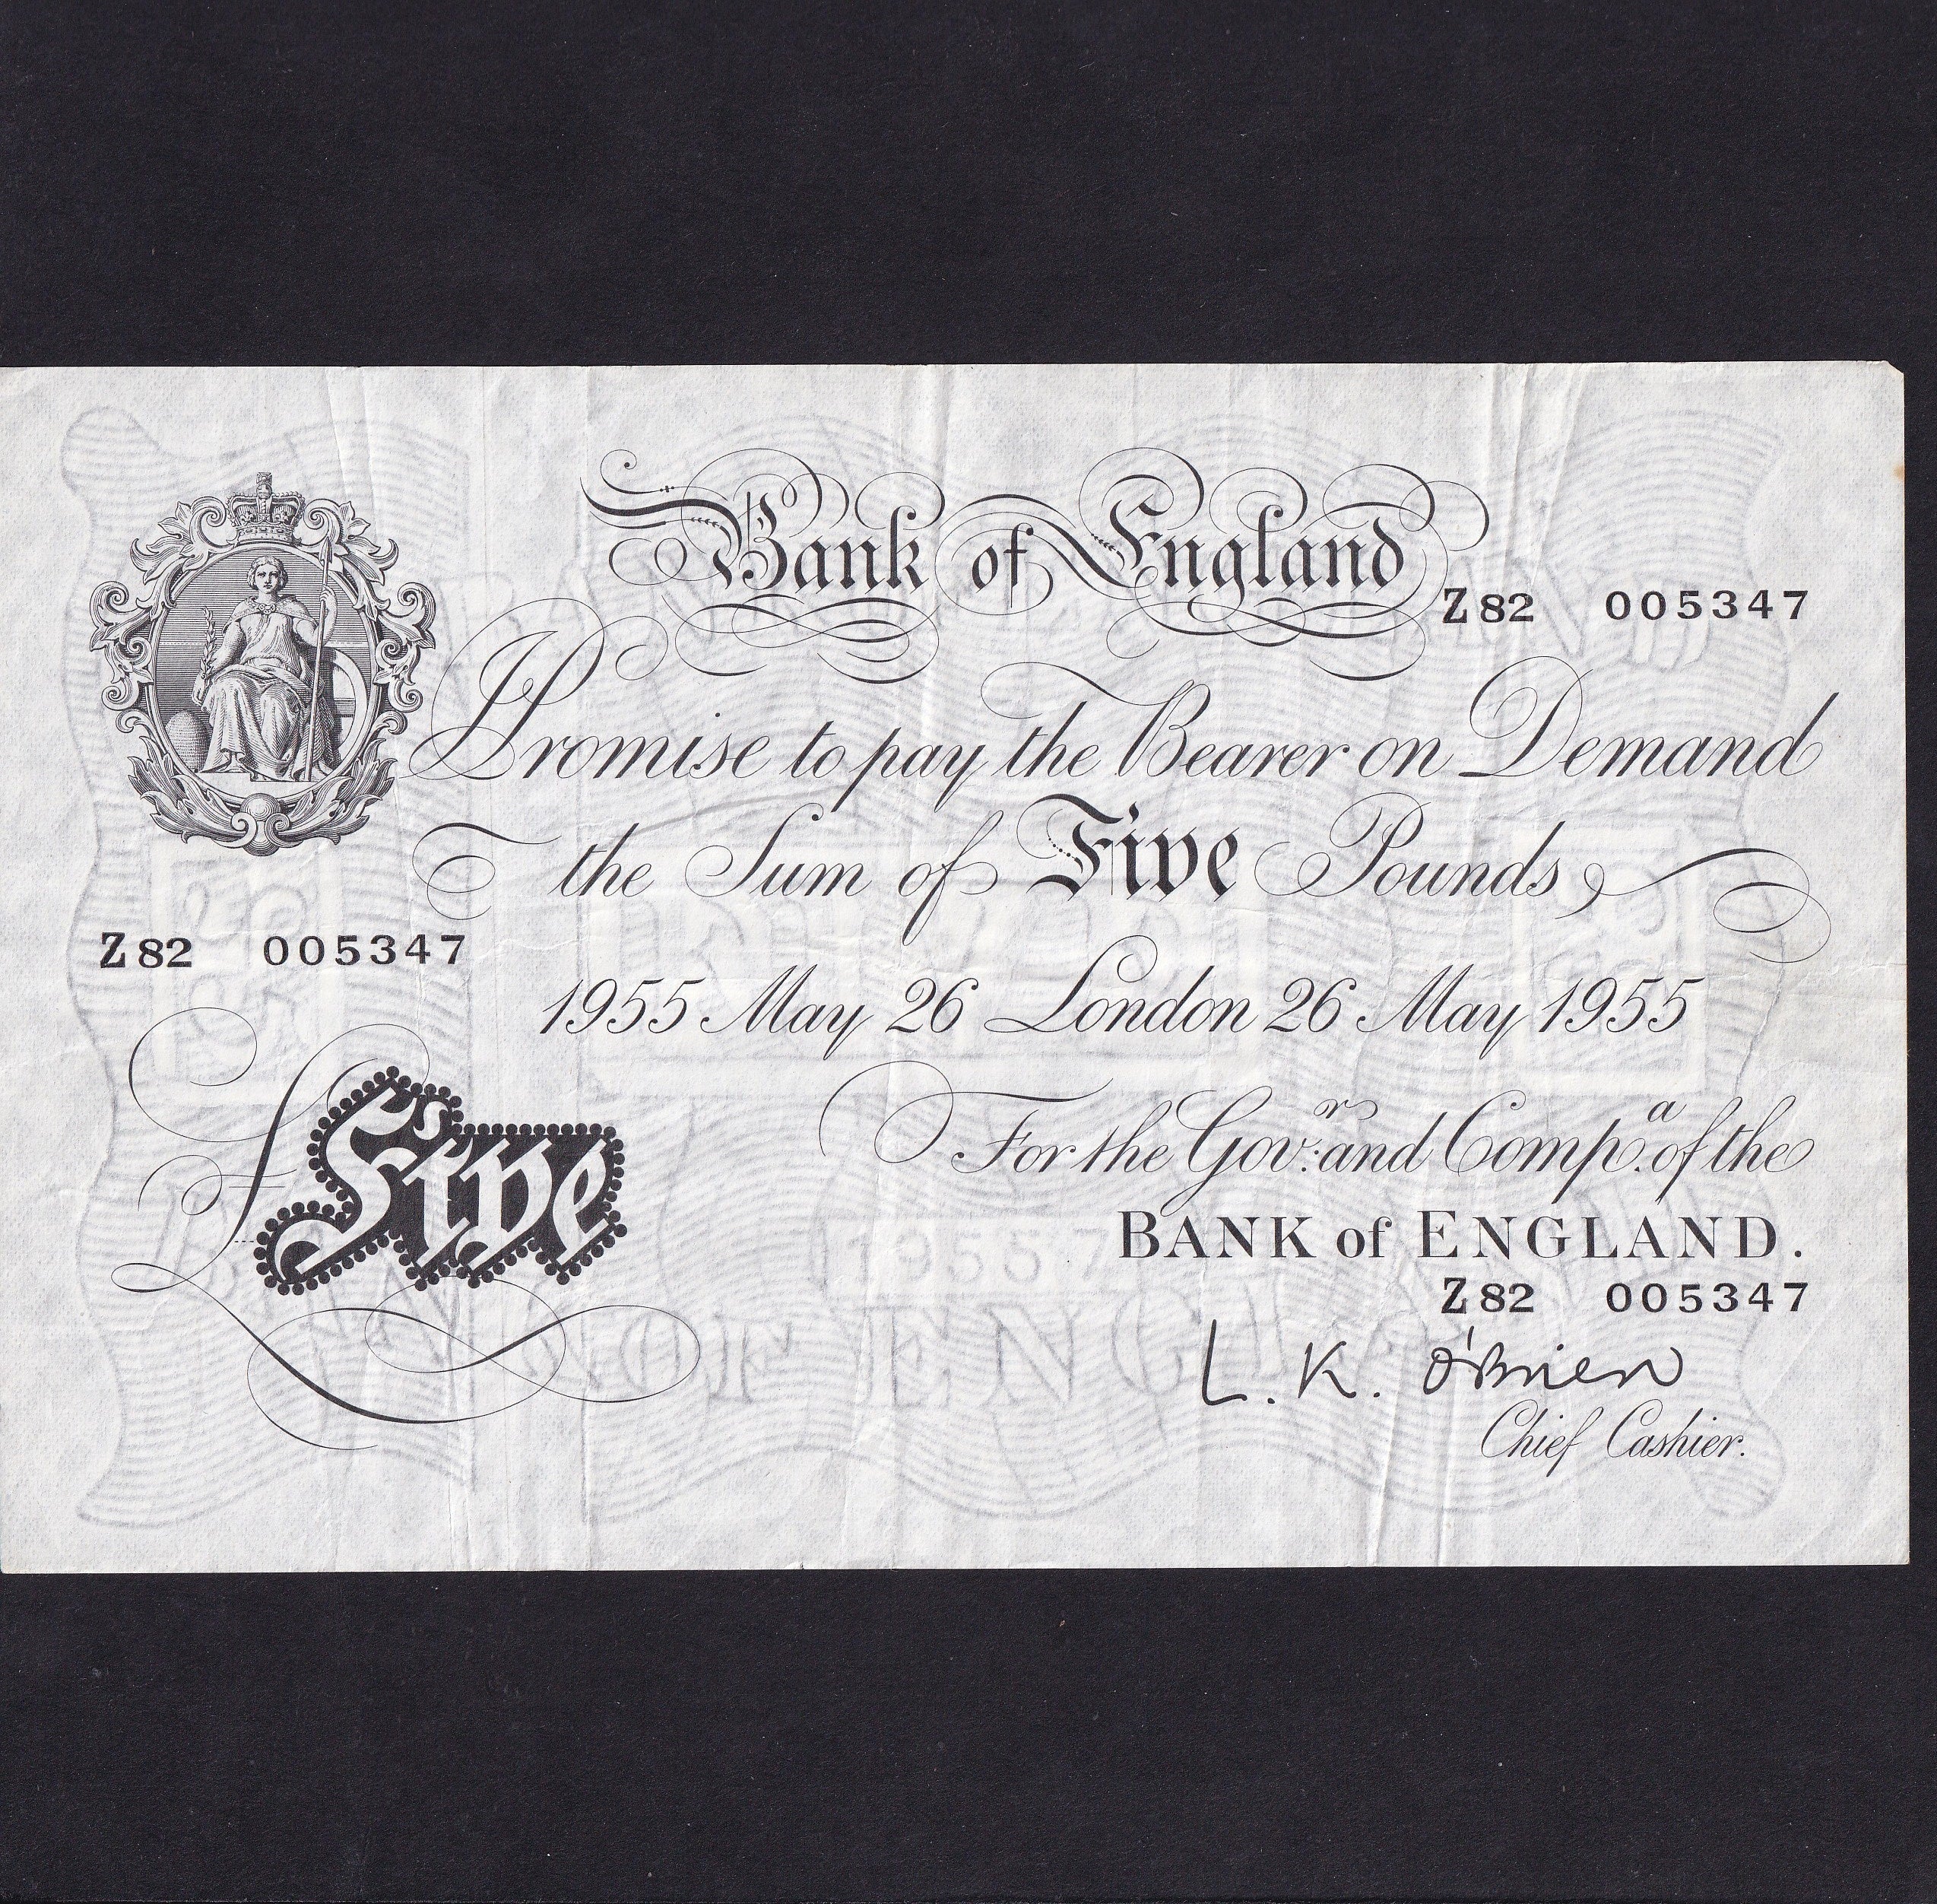 Bank of England
Z82 005347
I Promise to pay the Bearer on Demand
the Sum of Five Pounds
Z82 005347
1955 May 26 London 26 May 1955
For the Gov.r and Comp.a of the
BANK of ENGLAND.
£Five
Z82 005347
L. K. O'Brien
Chief Cashier.